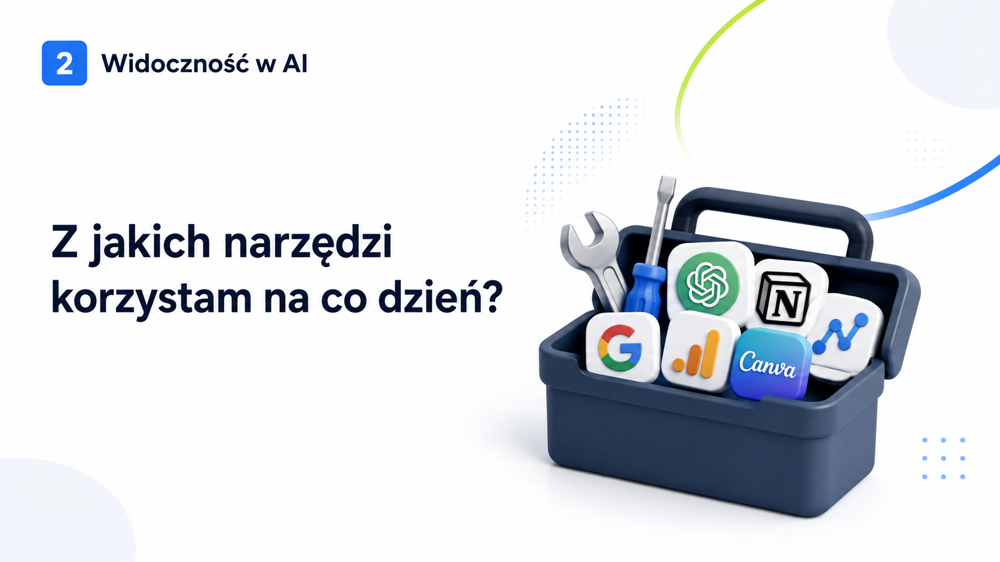 2 Widoczność w AI
Z jakich narzędzi
korzystam na co dzień?
N
G
Canva